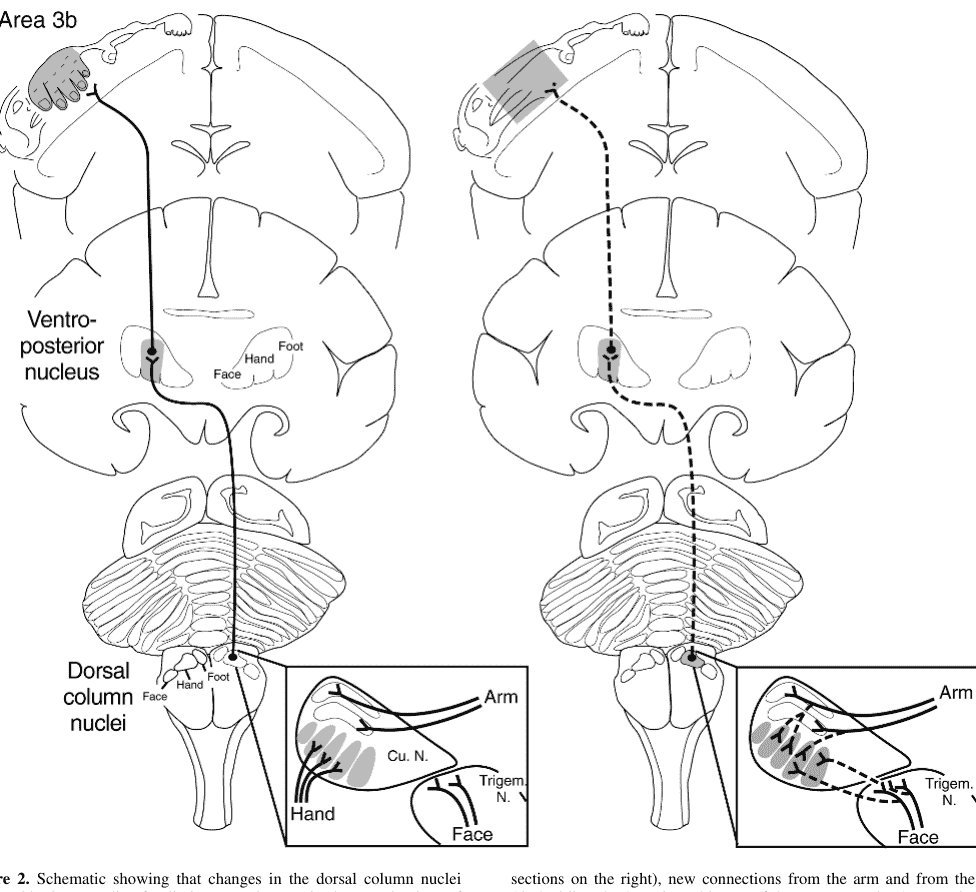 Area 3b
Ventro-
posterior
nucleus
Face
Hand
Foot
Dorsal
column
nuclei
Face
Hand
Foot
Arm
Cu. N.
Trigem.
N.
Hand
Face
Arm
Trigem.
N.
Face
re 2. Schematic showing that changes in the dorsal column nuclei
sections on the right), new connections from the arm and from the